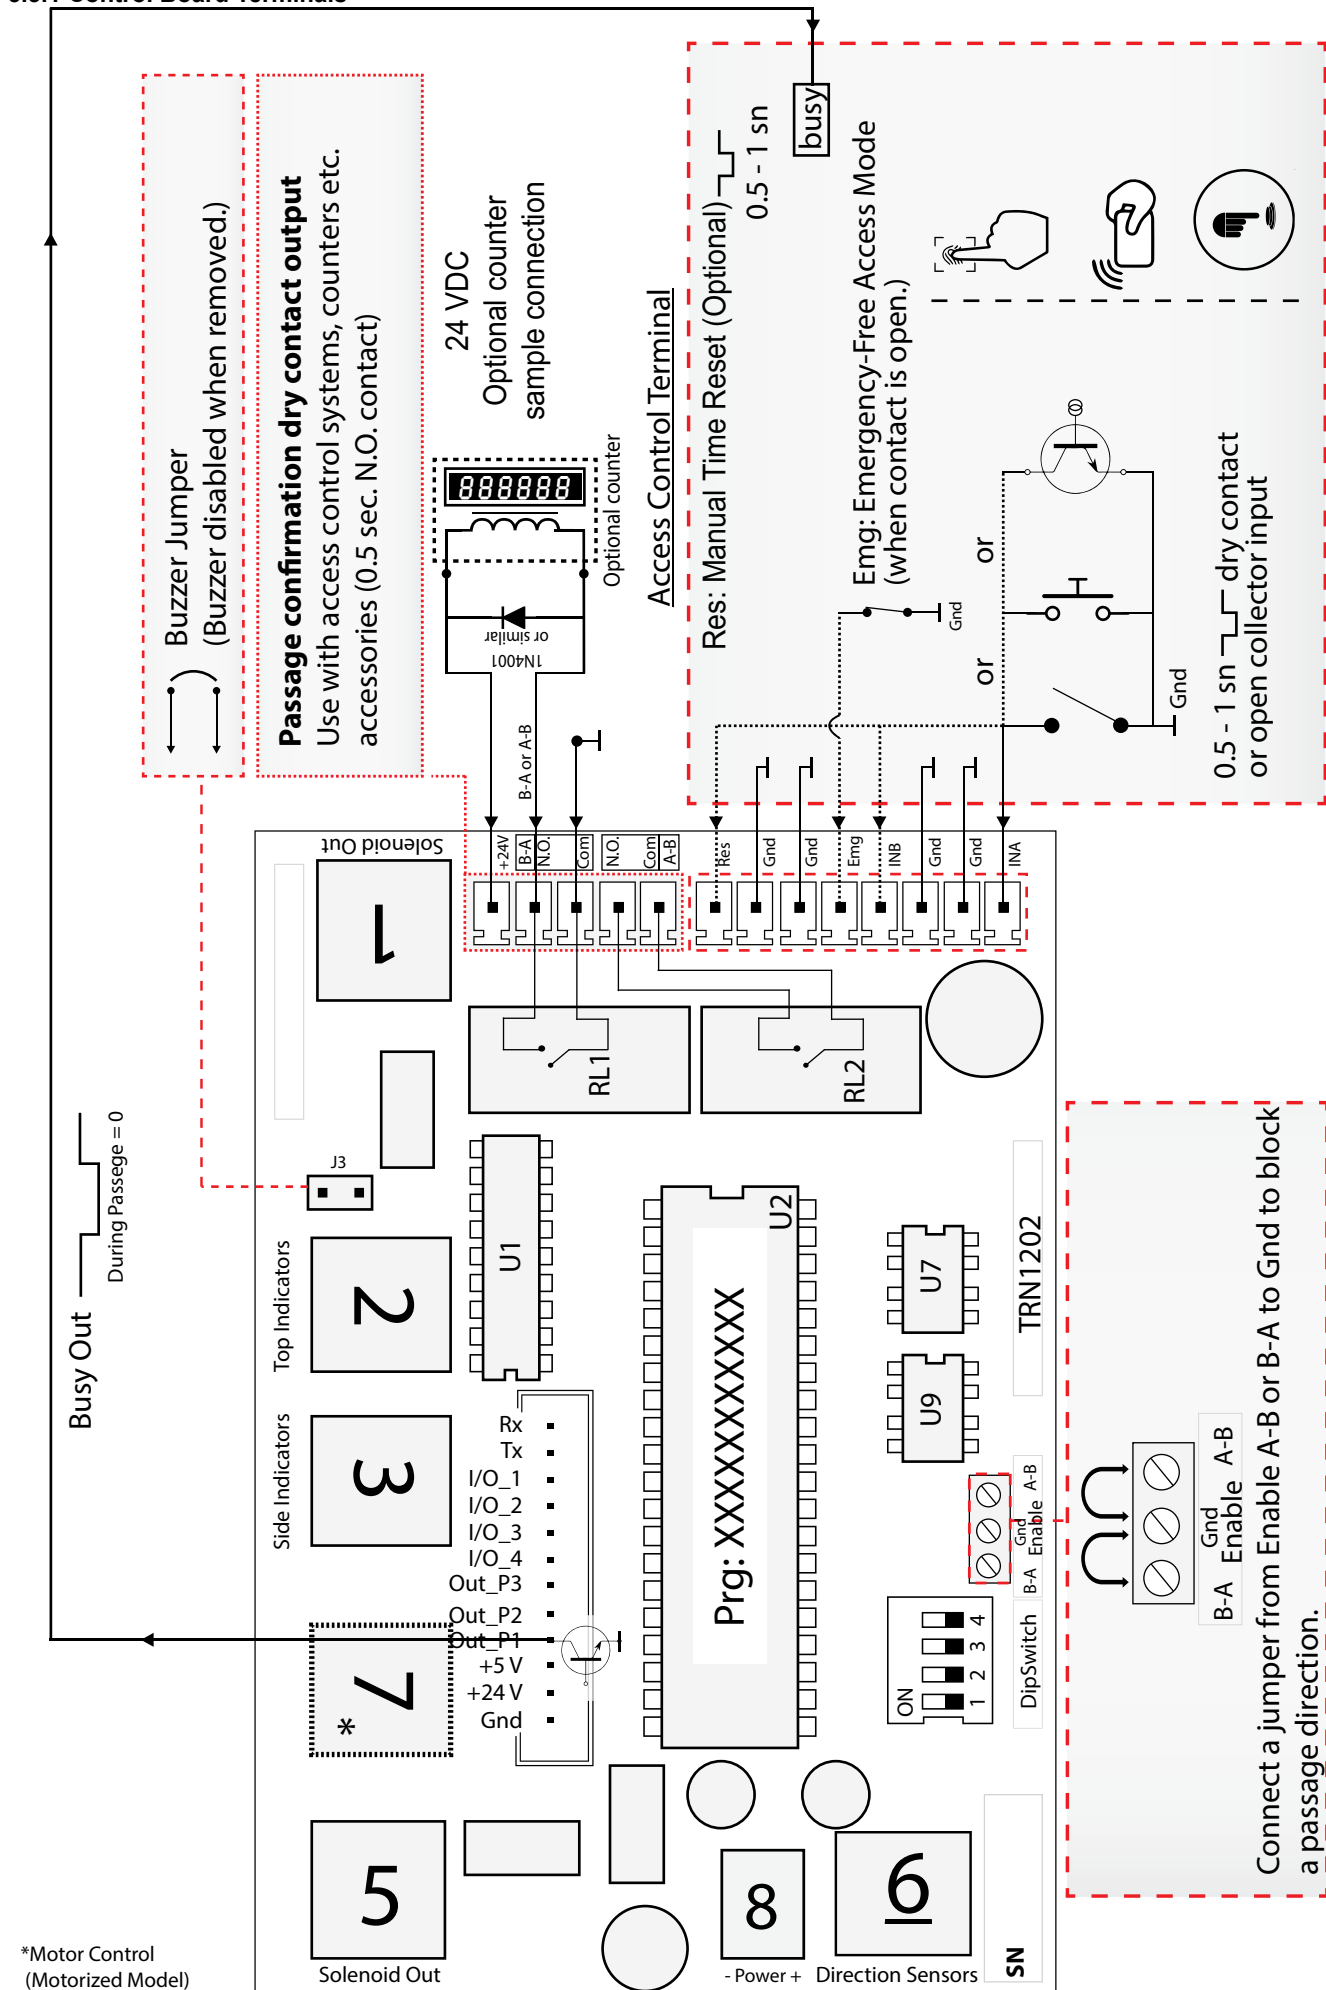 Busy Out
During Passege = 0
Buzzer Jumper
(Buzzer disabled when removed.)
Passage confirmation dry contact output
Use with access control systems, counters etc.
accessories (0.5 sec. N.O. contact)
24 VDC
Optional counter
sample connection
Optional counter
888888
1N4001
or similar
B-A or A-B
Access Control Terminal
Res: Manual Time Reset (Optional)
0.5 - 1 sn
busy
Emg: Emergency-Free Access Mode
(when contact is open.)
Gnd
or
or
Gnd
0.5 - 1 sn dry contact
or open collector input
Solenoid Out
1
+24V
B-A
N.O.
Com
N.O.
Com
A-B
Res
Gnd
Gnd
Emg
INB
Gnd
Gnd
INA
RL1
RL2
J3
Top Indicators
2
Side Indicators
3
U1
U2
Prg: XXXXXXXXXXX
U7
U9
TRN1202
Rx
Tx
I/O_1
I/O_2
I/O_3
I/O_4
Out_P3
Out_P2
Out_P1
+5 V
+24 V
Gnd
7
*
B-A
Gnd
Enable
A-B
ON
1 2 3 4
DipSwitch
5
Solenoid Out
8
- Power +
6
Direction Sensors
SN
*Motor Control
(Motorized Model)
B-A
Gnd
Enable
A-B
Connect a jumper from Enable A-B or B-A to Gnd to block
a passage direction.